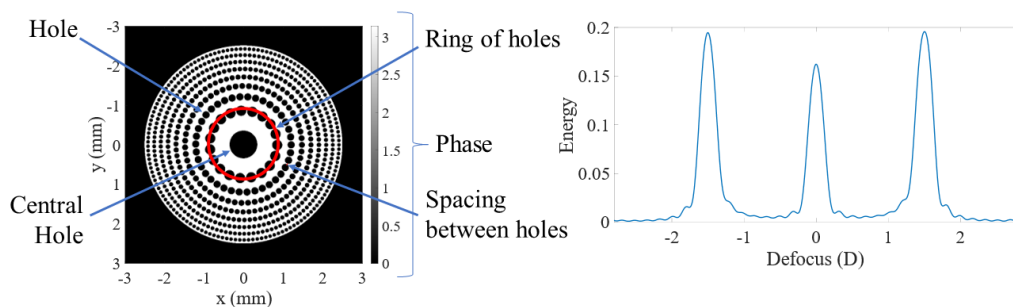 Hole
Central
Hole
-3
-2
-1
0
1
2
3
y (mm)
-3 -2 -1 0 1 2 3
x (mm)
3
2.5
2
1.5
1
0.5
0
Ring of holes
Phase
Spacing
between holes
0.2
0.15
0.1
0.05
0
Energy
-2 -1 0 1 2
Defocus (D)